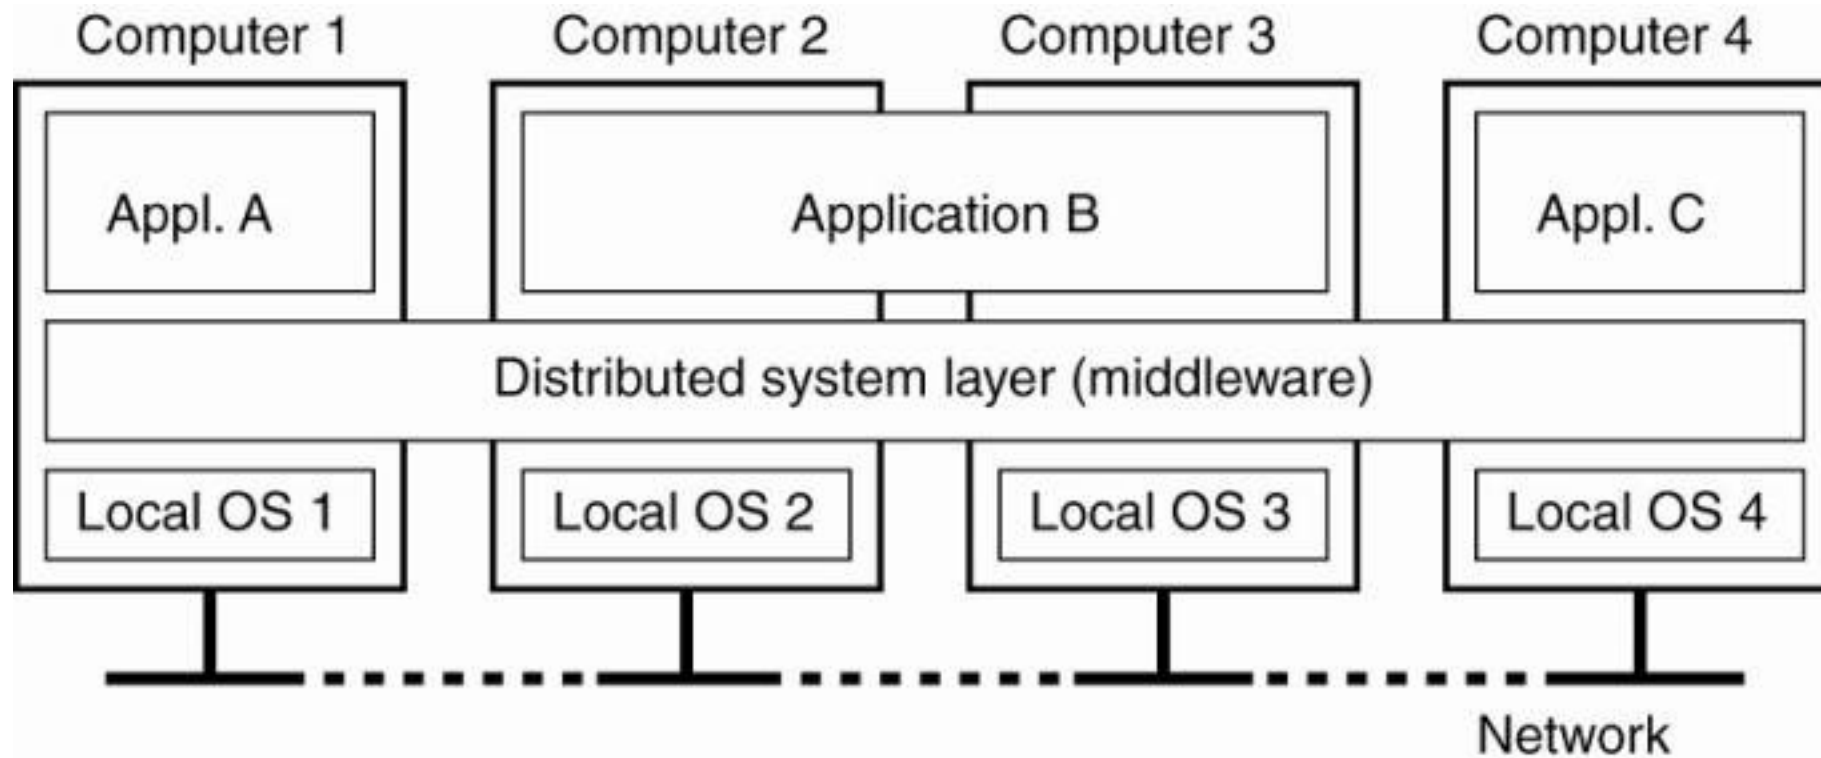 Computer 1
Computer 2
Computer 3
Computer 4
Appl. A
Application B
Appl. C
Distributed system layer (middleware)
Local OS 1
Local OS 2
Local OS 3
Local OS 4
Network